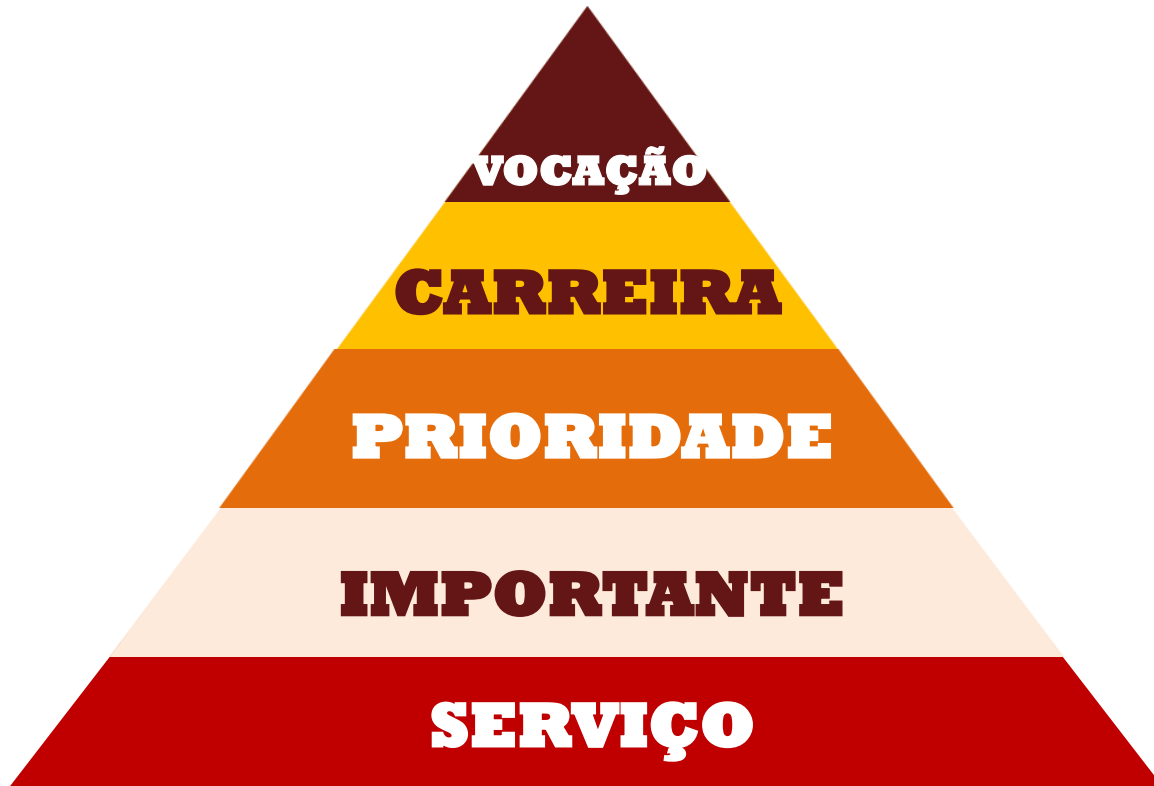 VOCAÇÃO
CARREIRA
PRIORIDADE
IMPORTANTE
SERVIÇO